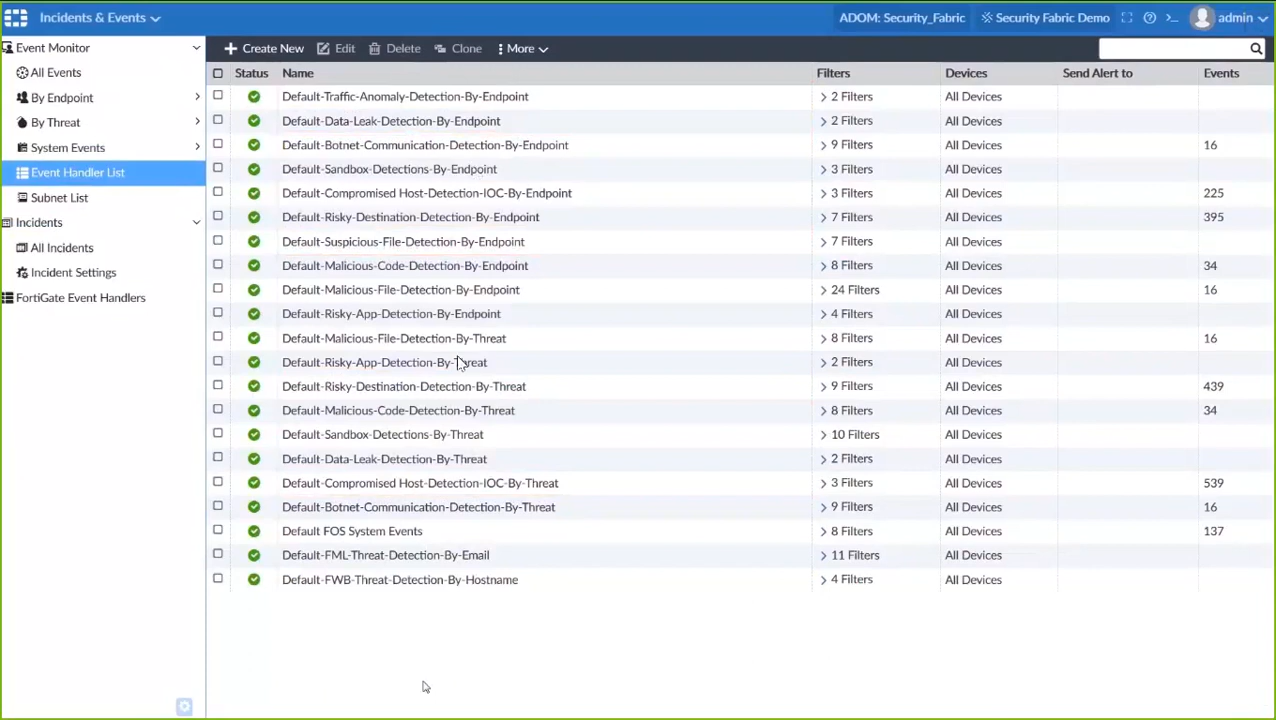 Incidents & Events ADOM: Security_Fabric Security Fabric Demo admin
Event Monitor
All Events
By Endpoint
By Threat
System Events
Event Handler List
Subnet List
Incidents
All Incidents
Incident Settings
FortiGate Event Handlers
Create New Edit Delete Clone More
Status Name Filters Devices Send Alert to Events
Default-Traffic-Anomaly-Detection-By-Endpoint 2 Filters All Devices
Default-Data-Leak-Detection-By-Endpoint 2 Filters All Devices
Default-Botnet-Communication-Detection-By-Endpoint 9 Filters All Devices 16
Default-Sandbox-Detections-By-Endpoint 3 Filters All Devices
Default-Compromised Host-Detection-IOC-By-Endpoint 3 Filters All Devices 225
Default-Risky-Destination-Detection-By-Endpoint 7 Filters All Devices 395
Default-Suspicious-File-Detection-By-Endpoint 7 Filters All Devices
Default-Malicious-Code-Detection-By-Endpoint 8 Filters All Devices 34
Default-Malicious-File-Detection-By-Endpoint 24 Filters All Devices 16
Default-Risky-App-Detection-By-Endpoint 4 Filters All Devices
Default-Malicious-File-Detection-By-Threat 8 Filters All Devices 16
Default-Risky-App-Detection-By-Threat 2 Filters All Devices
Default-Risky-Destination-Detection-By-Threat 9 Filters All Devices 439
Default-Malicious-Code-Detection-By-Threat 8 Filters All Devices 34
Default-Sandbox-Detections-By-Threat 10 Filters All Devices
Default-Data-Leak-Detection-By-Threat 2 Filters All Devices
Default-Compromised Host-Detection-IOC-By-Threat 3 Filters All Devices 539
Default-Botnet-Communication-Detection-By-Threat 9 Filters All Devices 16
Default FOS System Events 8 Filters All Devices 137
Default-FML-Threat-Detection-By-Email 11 Filters All Devices
Default-FWB-Threat-Detection-By-Hostname 4 Filters All Devices